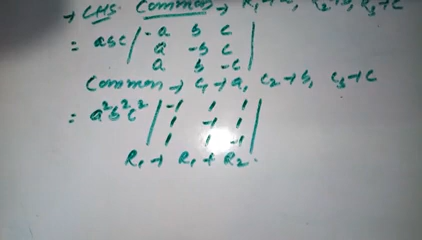 → LHS. Common → R₁→a, R₂→b, R₃→c
= abc | -a b c |
a -b c
a b -c
Common → C₁→a, C₂→b, C₃→c
= a²b²c² | -1 1 1 |
1 -1 1
1 1 -1
R₁ → R₁ + R₂.